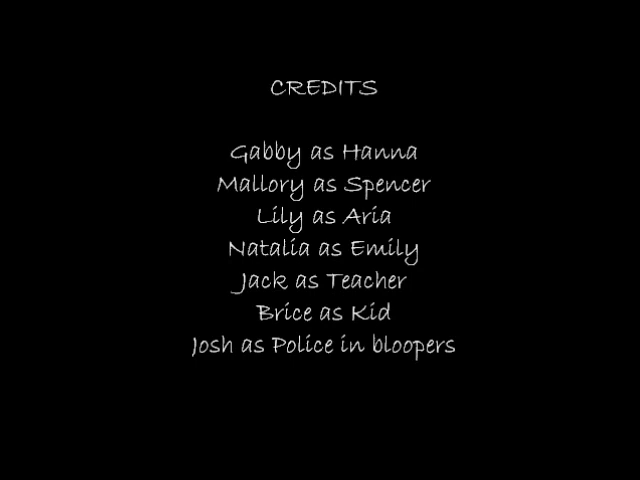 CREDITS
Gabby as Hanna
Mallory as Spencer
Lily as Aria
Natalia as Emily
Jack as Teacher
Brice as Kid
Josh as Police in bloopers